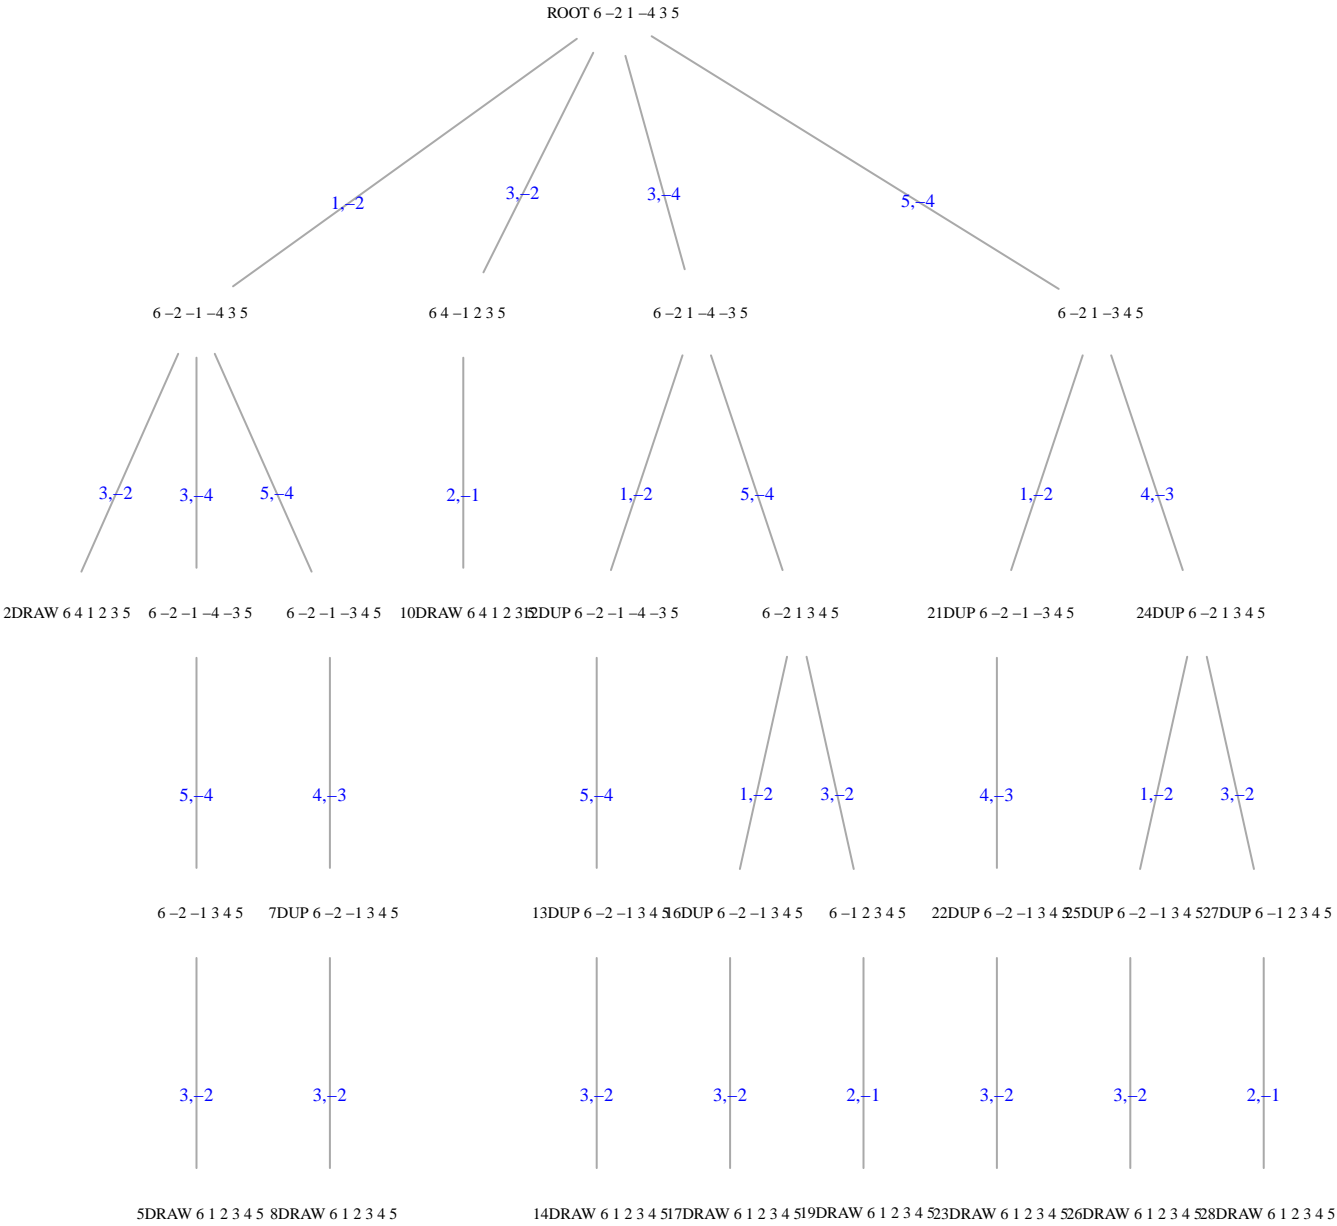 ROOT 6 −2 1 −4 3 5
1,−2 3,−2 3,−4 5,−4
6 −2 −1 −4 3 5 6 4 −1 2 3 5 6 −2 1 −4 −3 5 6 −2 1 −3 4 5
3,−2 3,−4 5,−4 2,−1 1,−2 5,−4 1,−2 4,−3
2DRAW 6 4 1 2 3 5 6 −2 −1 −4 −3 5 6 −2 −1 −3 4 5 10DRAW 6 4 1 2 3 5 12DUP 6 −2 −1 −4 −3 5 6 −2 1 3 4 5 21DUP 6 −2 −1 −3 4 5 24DUP 6 −2 1 3 4 5
5,−4 4,−3 5,−4 1,−2 3,−2 4,−3 1,−2 3,−2
6 −2 −1 3 4 5 7DUP 6 −2 −1 3 4 5 13DUP 6 −2 −1 3 4 5 16DUP 6 −2 −1 3 4 5 6 −1 2 3 4 5 22DUP 6 −2 −1 3 4 5 25DUP 6 −2 −1 3 4 5 27DUP 6 −1 2 3 4 5
3,−2 3,−2 3,−2 3,−2 2,−1 3,−2 3,−2 2,−1
5DRAW 6 1 2 3 4 5 8DRAW 6 1 2 3 4 5 14DRAW 6 1 2 3 4 5 17DRAW 6 1 2 3 4 5 19DRAW 6 1 2 3 4 5 23DRAW 6 1 2 3 4 5 26DRAW 6 1 2 3 4 5 28DRAW 6 1 2 3 4 5